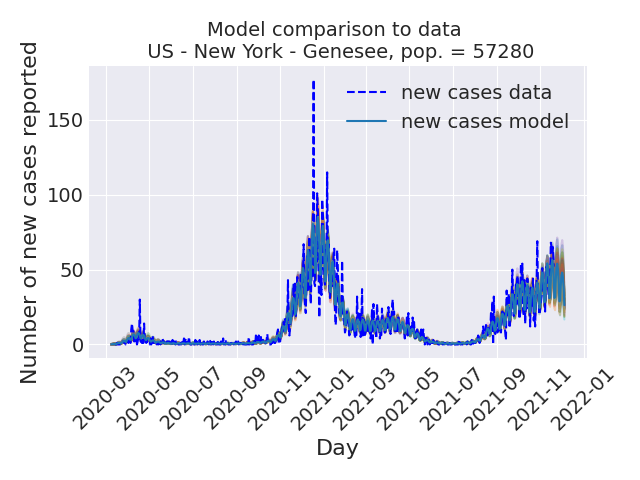 Model comparison to data
US - New York - Genesee, pop. = 57280
Number of new cases reported
150
100
50
0
new cases data
new cases model
2020-03
2020-05
2020-07
2020-09
2020-11
2021-01
2021-03
2021-05
2021-07
2021-09
2021-11
2022-01
Day